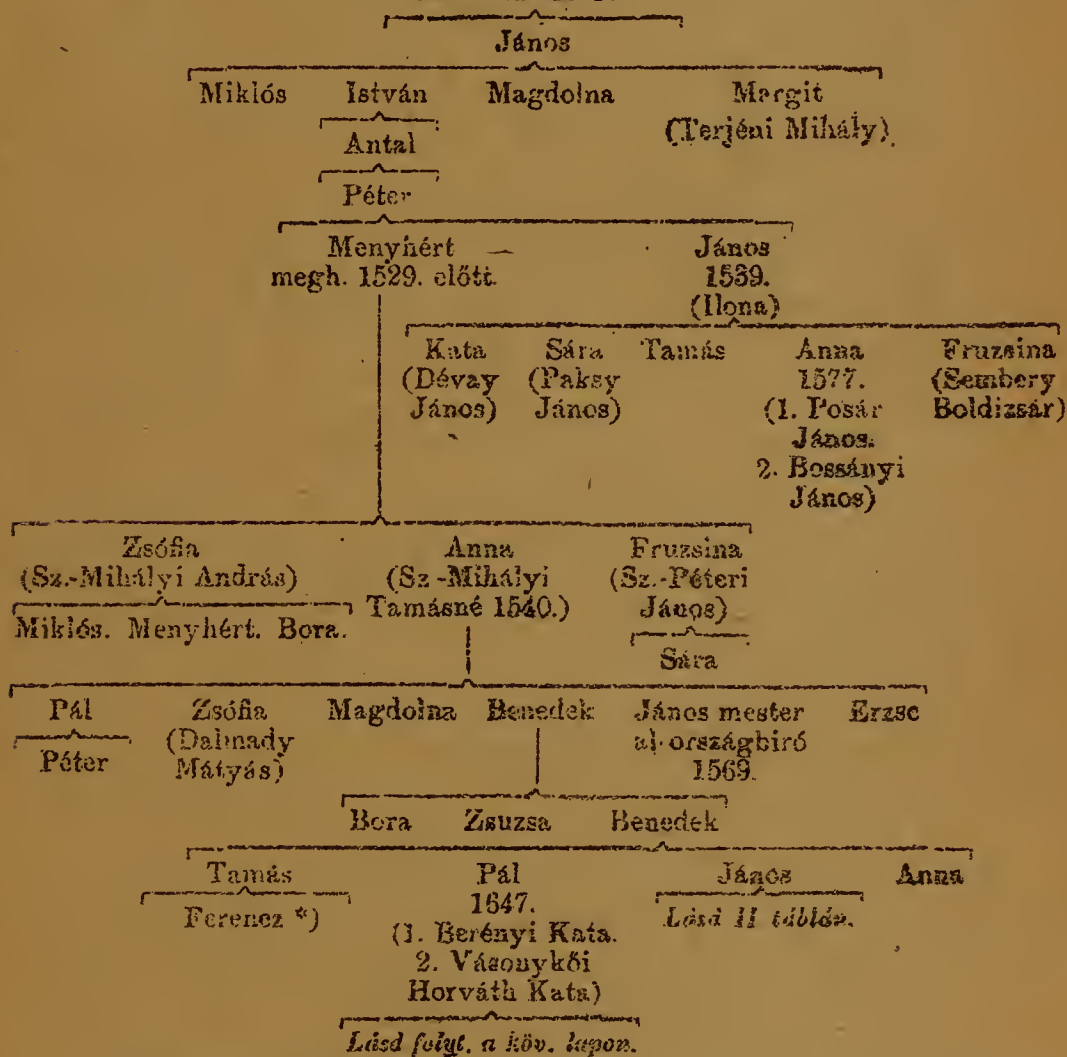 János
Miklós István Magdolna Margit
(Terjéni Mihály)
Antal
Péter
Menyhért — János
megh. 1529. előtt. 1539.
(Ilona)
Kata Sára Tamás Anna Fruzsina
(Dévay (Paksy 1577. (Sembery
János) János) (1. Posár Boldizsár)
János.
2. Bossányi
János)
Zsófia Anna Fruzsina
(Sz.-Mihályi András) (Sz.-Mihályi (Sz.-Péteri
Miklós. Menyhért. Bora. Tamásné 1540.) János)
Sára
Pál Zsófia Magdolna Benedek János mester Erzse
Péter (Dalmady al-országbiró
Mátyás) 1569.
Bora Zsuzsa Benedek
Tamás Pál János Anna
Ferencz *) 1647. Lásd II táblán.
(1. Berényi Kata.
2. Vásonykői
Horváth Kata)
Lásd folyt. a köv. lapon.